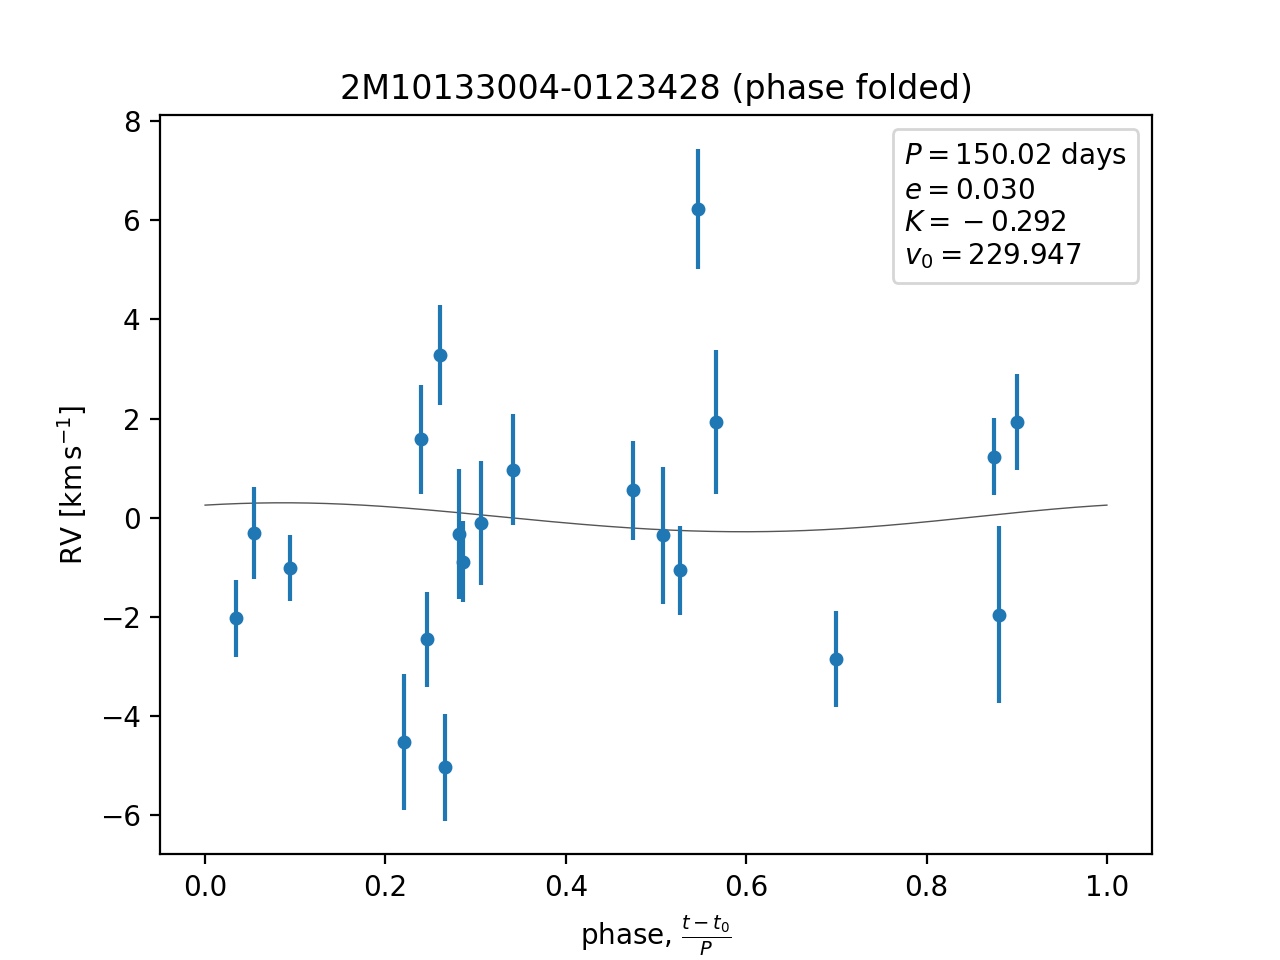 2M10133004-0123428 (phase folded)
P = 150.02 days
e = 0.030
K = −0.292
v₀ = 229.947
RV [km s⁻¹]
8
6
4
2
0
−2
−4
−6
0.0 0.2 0.4 0.6 0.8 1.0
phase, (t − t₀)/P